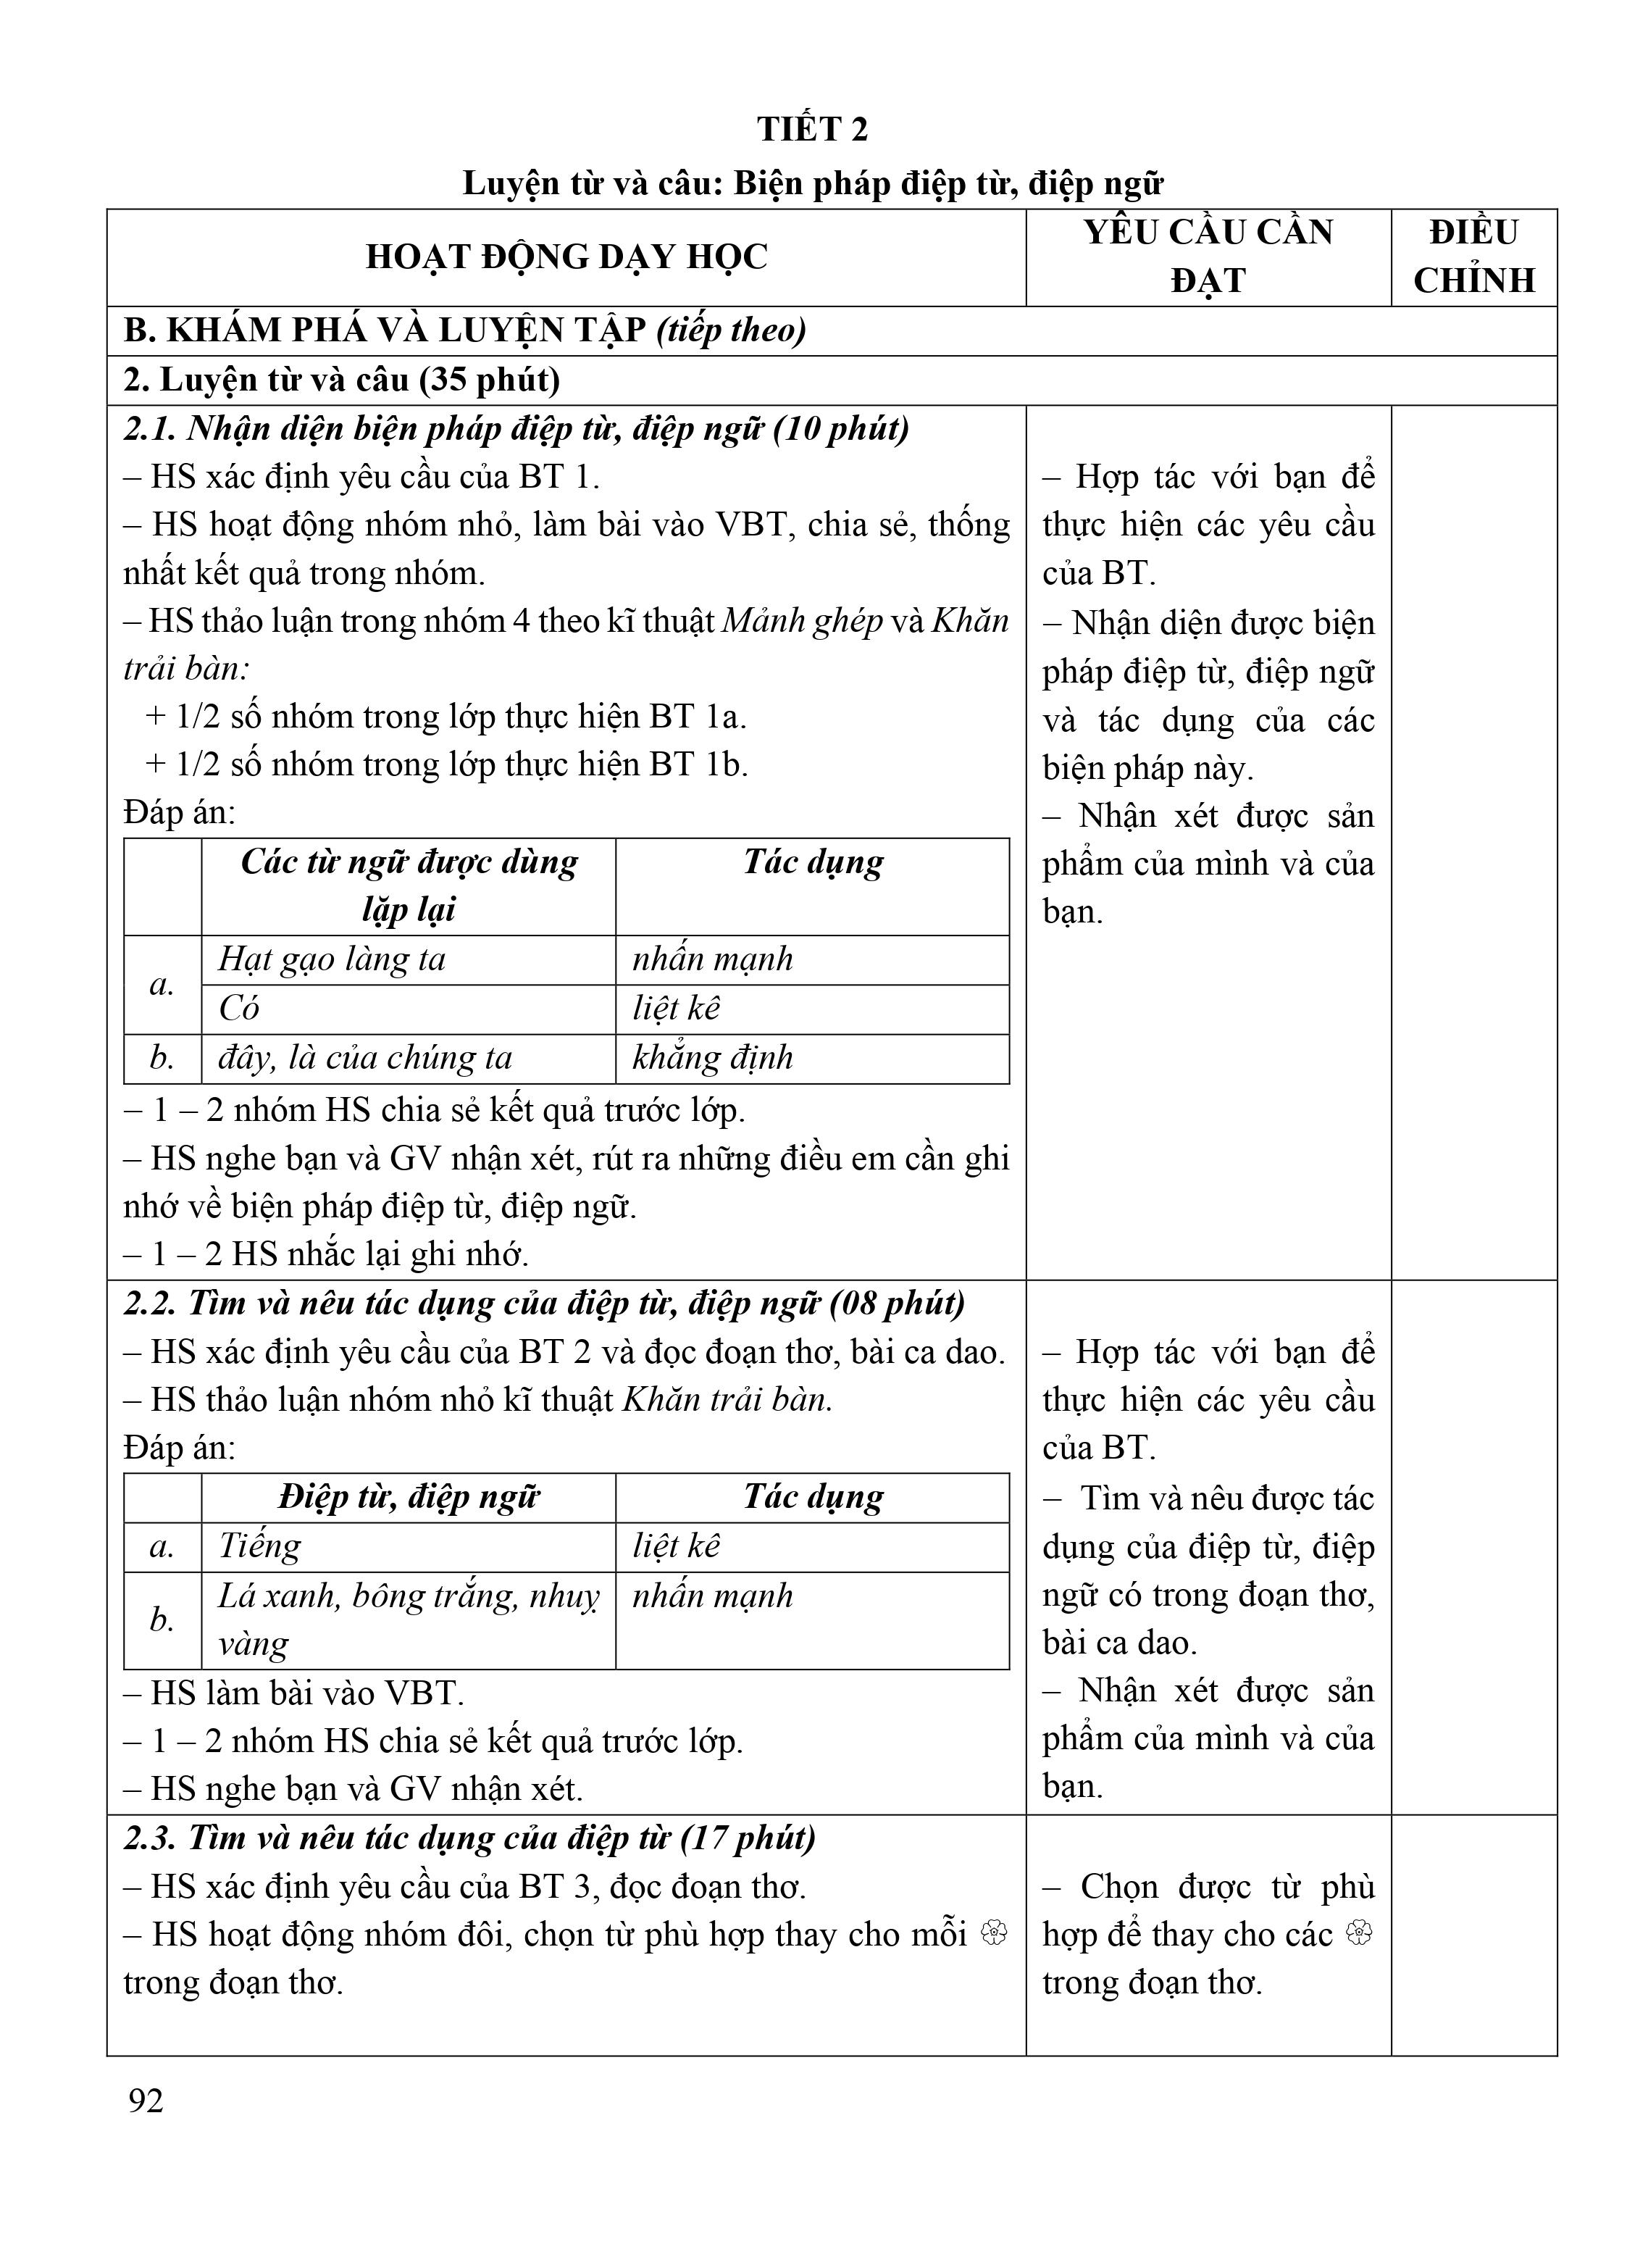 TIẾT 2
Luyện từ và câu: Biện pháp điệp từ, điệp ngữ
HOẠT ĐỘNG DẠY HỌC
YÊU CẦU CẦN
ĐẠT
ĐIỀU
CHỈNH
B. KHÁM PHÁ VÀ LUYỆN TẬP (tiếp theo)
2. Luyện từ và câu (35 phút)
2.1. Nhận diện biện pháp điệp từ, điệp ngữ (10 phút)
– HS xác định yêu cầu của BT 1.
– HS hoạt động nhóm nhỏ, làm bài vào VBT, chia sẻ, thống
nhất kết quả trong nhóm.
– HS thảo luận trong nhóm 4 theo kĩ thuật Mảnh ghép và Khăn
trải bàn:
+ 1/2 số nhóm trong lớp thực hiện BT 1a.
+ 1/2 số nhóm trong lớp thực hiện BT 1b.
Đáp án:
Các từ ngữ được dùng
lặp lại
Tác dụng
a.
Hạt gạo làng ta
nhấn mạnh
Có
liệt kê
b.
đây, là của chúng ta
khẳng định
– 1 – 2 nhóm HS chia sẻ kết quả trước lớp.
– HS nghe bạn và GV nhận xét, rút ra những điều em cần ghi
nhớ về biện pháp điệp từ, điệp ngữ.
– 1 – 2 HS nhắc lại ghi nhớ.
– Hợp tác với bạn để
thực hiện các yêu cầu
của BT.
– Nhận diện được biện
pháp điệp từ, điệp ngữ
và tác dụng của các
biện pháp này.
– Nhận xét được sản
phẩm của mình và của
bạn.
2.2. Tìm và nêu tác dụng của điệp từ, điệp ngữ (08 phút)
– HS xác định yêu cầu của BT 2 và đọc đoạn thơ, bài ca dao.
– HS thảo luận nhóm nhỏ kĩ thuật Khăn trải bàn.
Đáp án:
Điệp từ, điệp ngữ
Tác dụng
a.
Tiếng
liệt kê
b.
Lá xanh, bông trắng, nhuỵ
vàng
nhấn mạnh
– HS làm bài vào VBT.
– 1 – 2 nhóm HS chia sẻ kết quả trước lớp.
– HS nghe bạn và GV nhận xét.
– Hợp tác với bạn để
thực hiện các yêu cầu
của BT.
– Tìm và nêu được tác
dụng của điệp từ, điệp
ngữ có trong đoạn thơ,
bài ca dao.
– Nhận xét được sản
phẩm của mình và của
bạn.
2.3. Tìm và nêu tác dụng của điệp từ (17 phút)
– HS xác định yêu cầu của BT 3, đọc đoạn thơ.
– HS hoạt động nhóm đôi, chọn từ phù hợp thay cho mỗi
trong đoạn thơ.
– Chọn được từ phù
hợp để thay cho các
trong đoạn thơ.
92